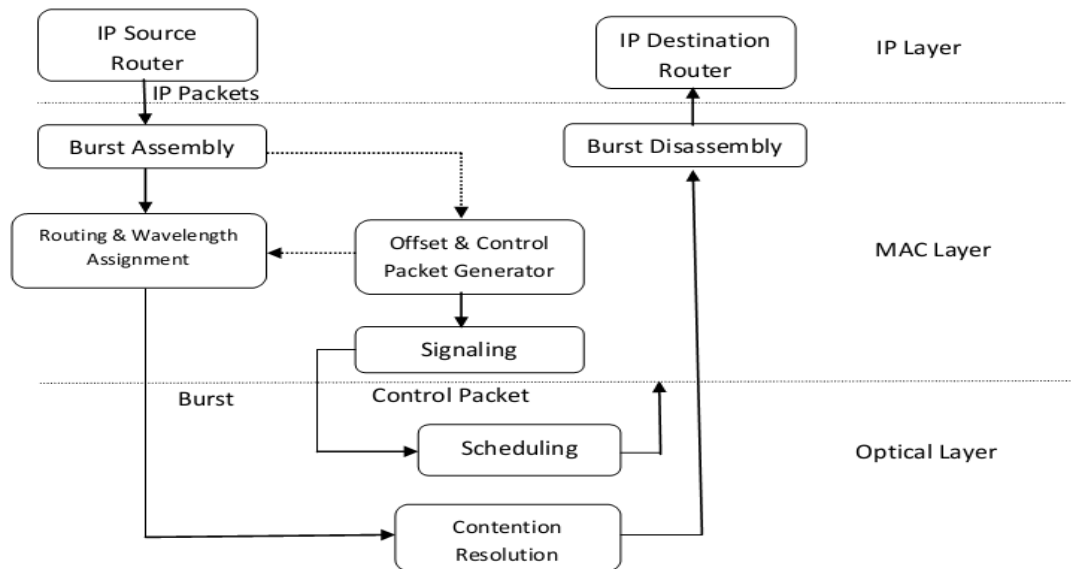 IP Source
Router
IP Destination
Router
IP Layer
IP Packets
Burst Assembly
Burst Disassembly
Routing & Wavelength
Assignment
Offset & Control
Packet Generator
MAC Layer
Signaling
Burst
Control Packet
Scheduling
Optical Layer
Contention
Resolution